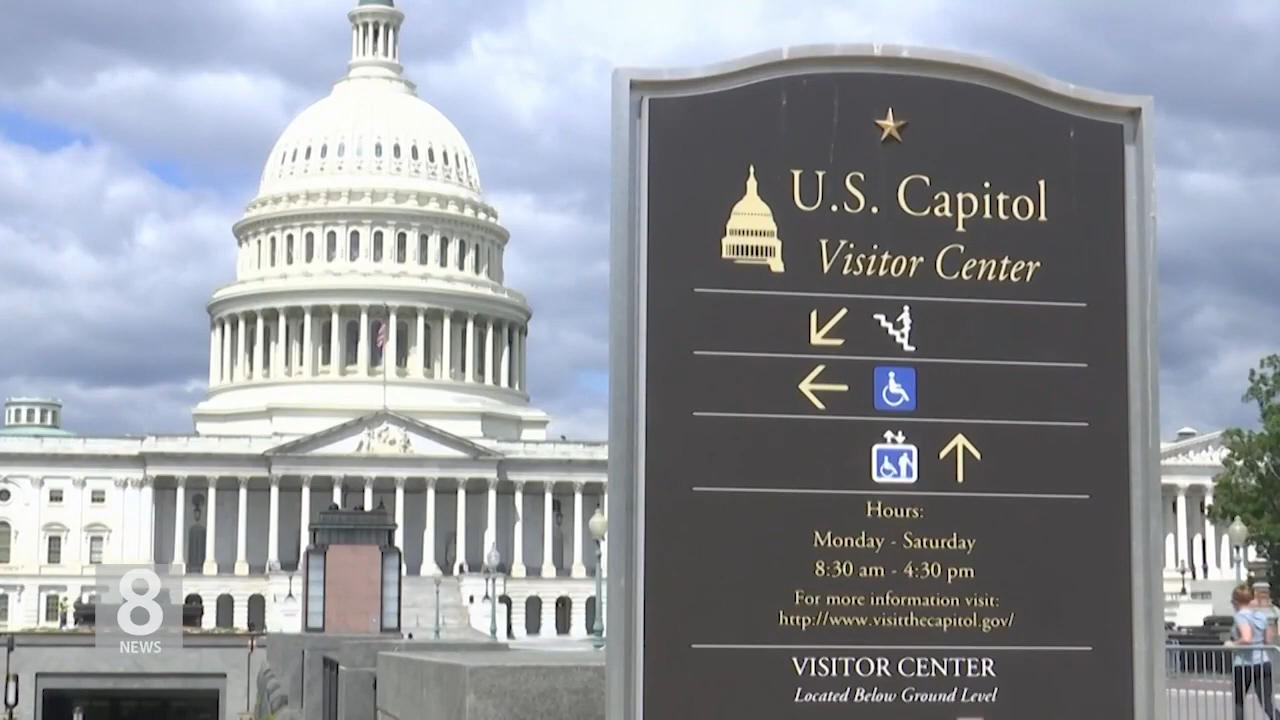 U.S. Capitol
Visitor Center
Hours:
Monday - Saturday
8:30 am - 4:30 pm
For more information visit:
http://www.visitthecapitol.gov/
VISITOR CENTER
Located Below Ground Level
8
NEWS